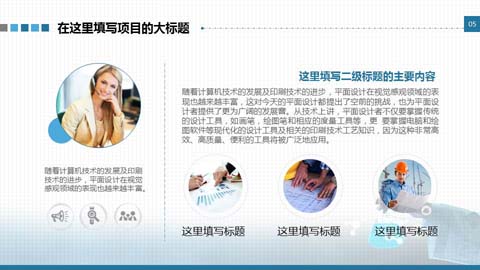 在这里填写项目的大标题
05
这里填写二级标题的主要内容
随着计算机技术的发展及印刷技术的进步，平面设计在视觉感观领域的表
现也越来越丰富，这对今天的平面设计都提出了空前的挑战，也为平面设
计者提供了更为广阔的发展窨。从技术上讲，平面设计者不仅要掌握传统
的设计工具，如画笔，绘图笔和相应的度量工具等，更 要掌握电脑和绘
图软件等现代化的设计工具及相关的印刷技术工艺知识，因为这种非常高
效、高质量、便利的工具将被广泛地应用。
随着计算机技术的发展及印刷
技术的进步，平面设计在视觉
感观领域的表现也越来越丰富。
这里填写标题
这里填写标题
这里填写标题